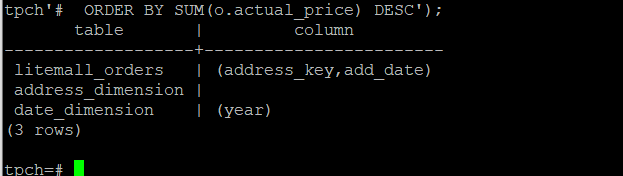 tpch'#  ORDER BY SUM(o.actual_price) DESC');
       table       |         column
-------------------+------------------------
 litemall_orders   | (address_key,add_date)
 address_dimension |
 date_dimension    | (year)
(3 rows)
tpch=#